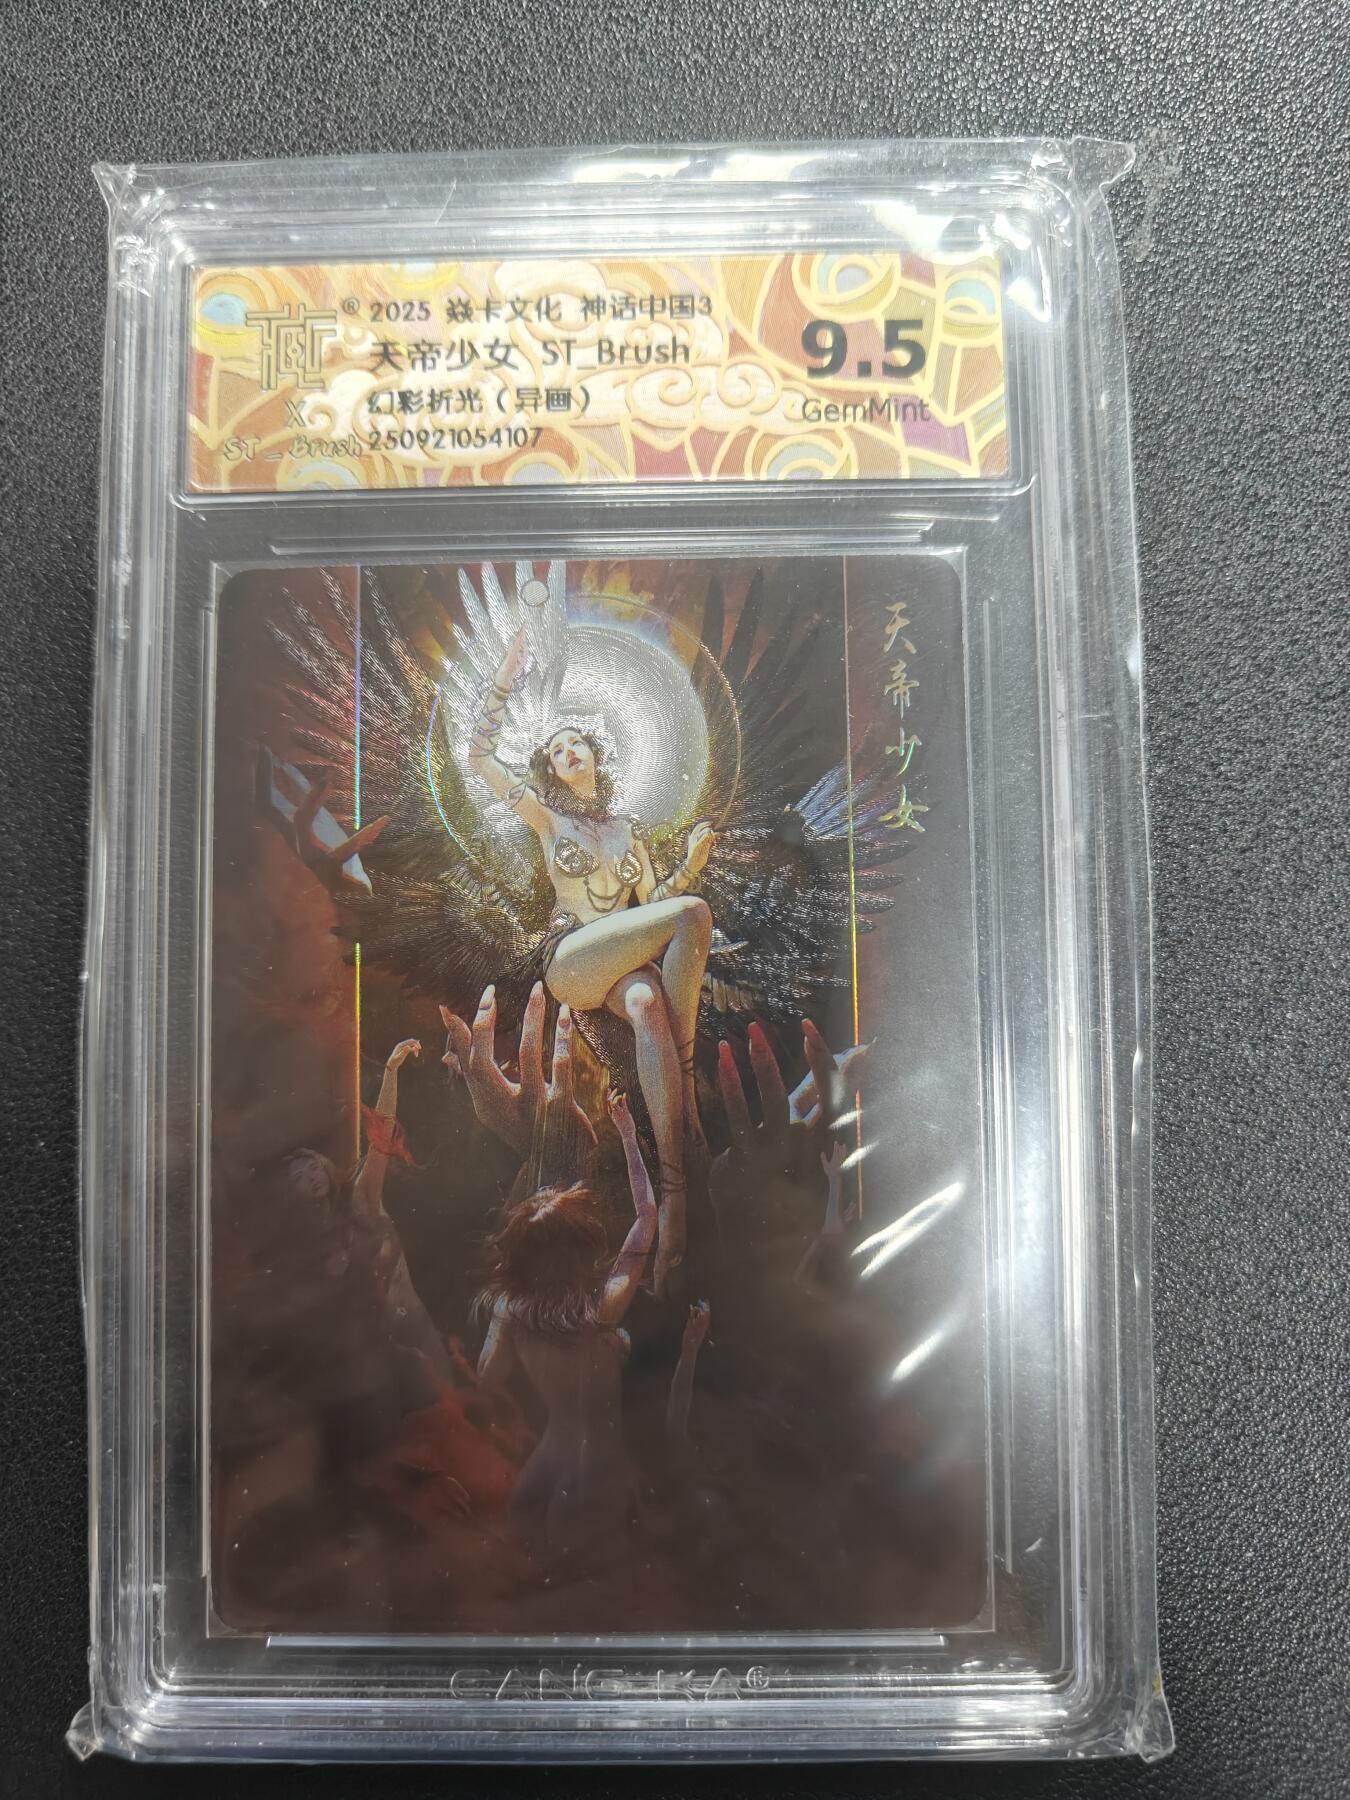 ® 2025 焱卡文化 神话中国3
天帝少女 ST_Brush
幻彩折光（异画）
250921054107
X
ST_Brush
9.5
GemMint
天帝少女
CANG-KA®